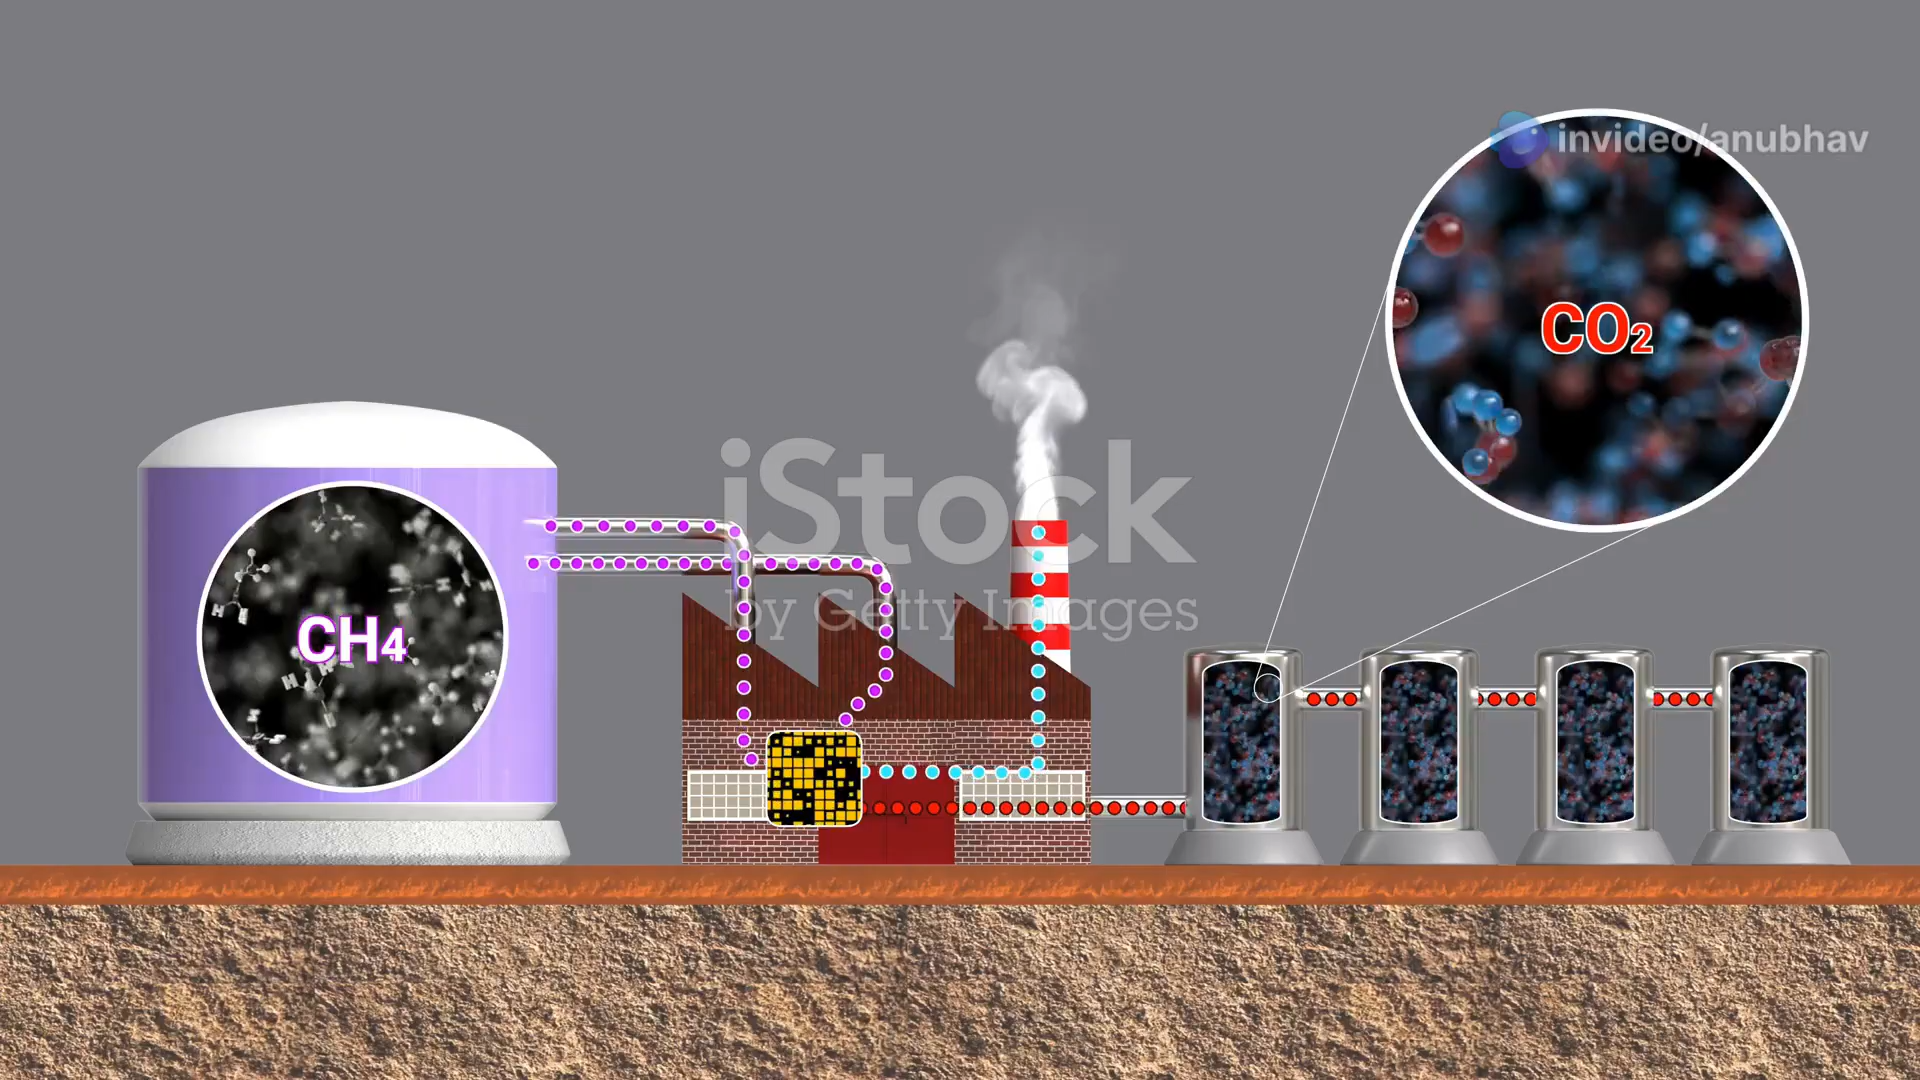 invideo/anubhav
CO₂
iStock
by Getty Images
CH4